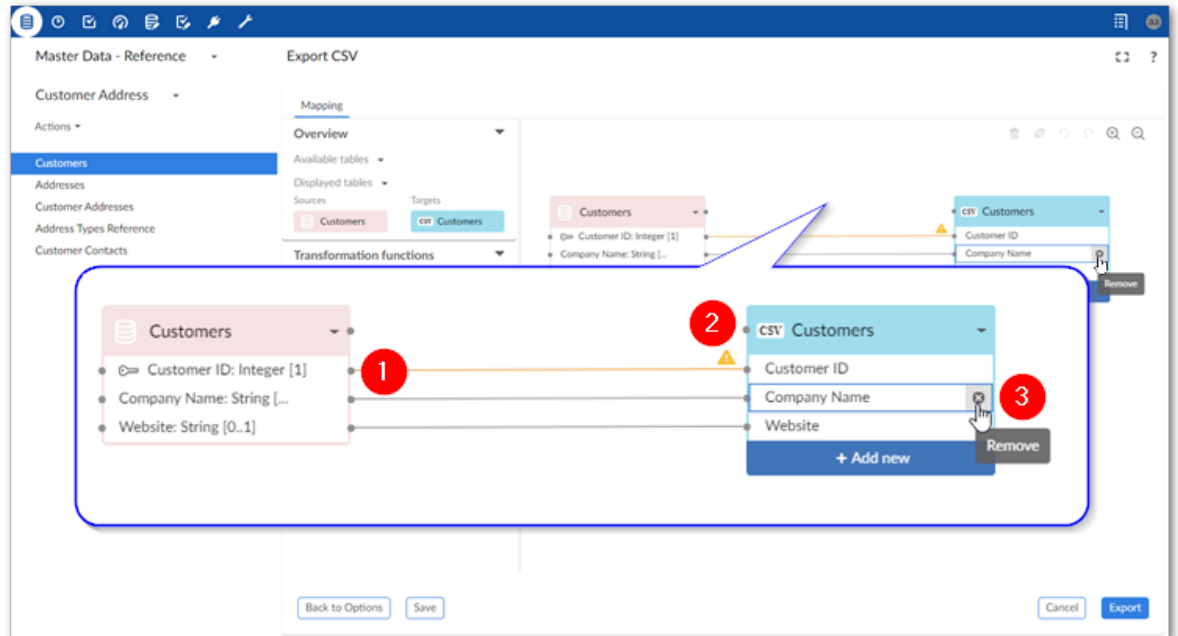 Master Data - Reference
Export CSV
?
Customer Address
Mapping
Actions
Overview
Customers
Available tables
Addresses
Displayed tables
Customer Addresses
Sources Targets
Address Types Reference
Customers CSV Customers
Customer Contacts
Transformation functions
Customers
Customer ID: Integer [1]
Company Name: String [...
CSV Customers
Customer ID
Company Name
Remove
Customers
Customer ID: Integer [1]
Company Name: String [...
Website: String [0..1]
1
2
CSV Customers
Customer ID
Company Name
3
Website
Remove
+ Add new
Back to Options
Save
Cancel
Export